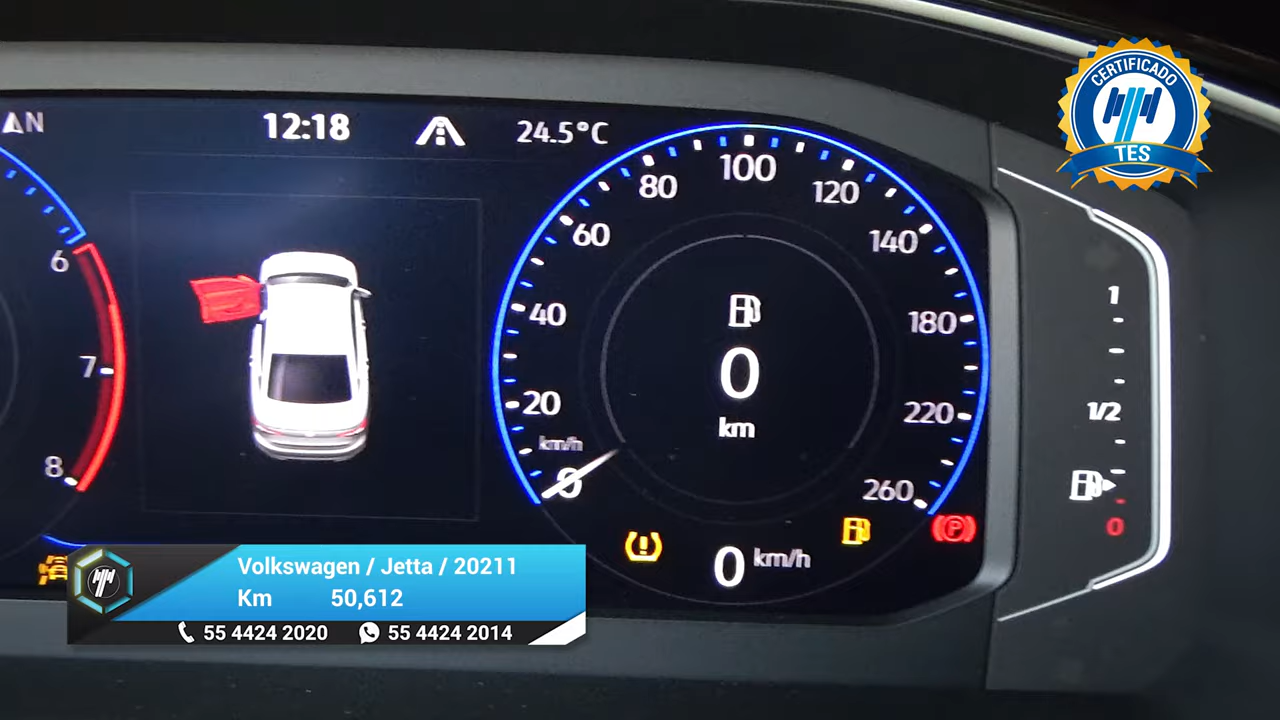 N
12:18
24.5°C
CERTIFICADO
TES
6
7
8
0
20
40
60
80
100
120
140
180
220
260
km/h
0
km
0 km/h
P
1
1/2
0
Volkswagen / Jetta / 20211
Km 50,612
55 4424 2020 55 4424 2014